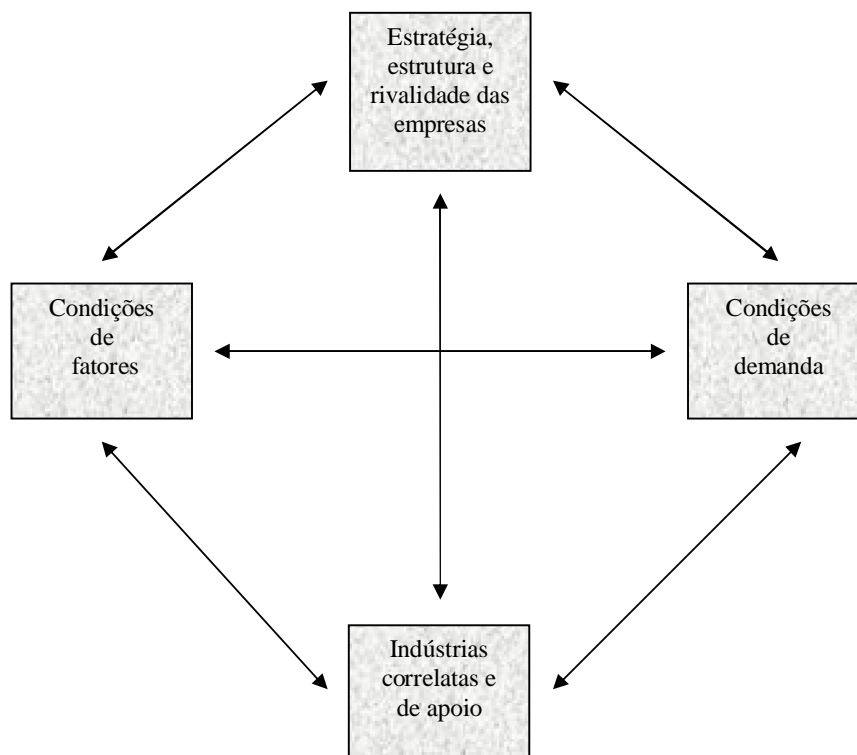 Estratégia,
estrutura e
rivalidade das
empresas
Condições
de
fatores
Condições
de
demanda
Indústrias
correlatas e
de apoio